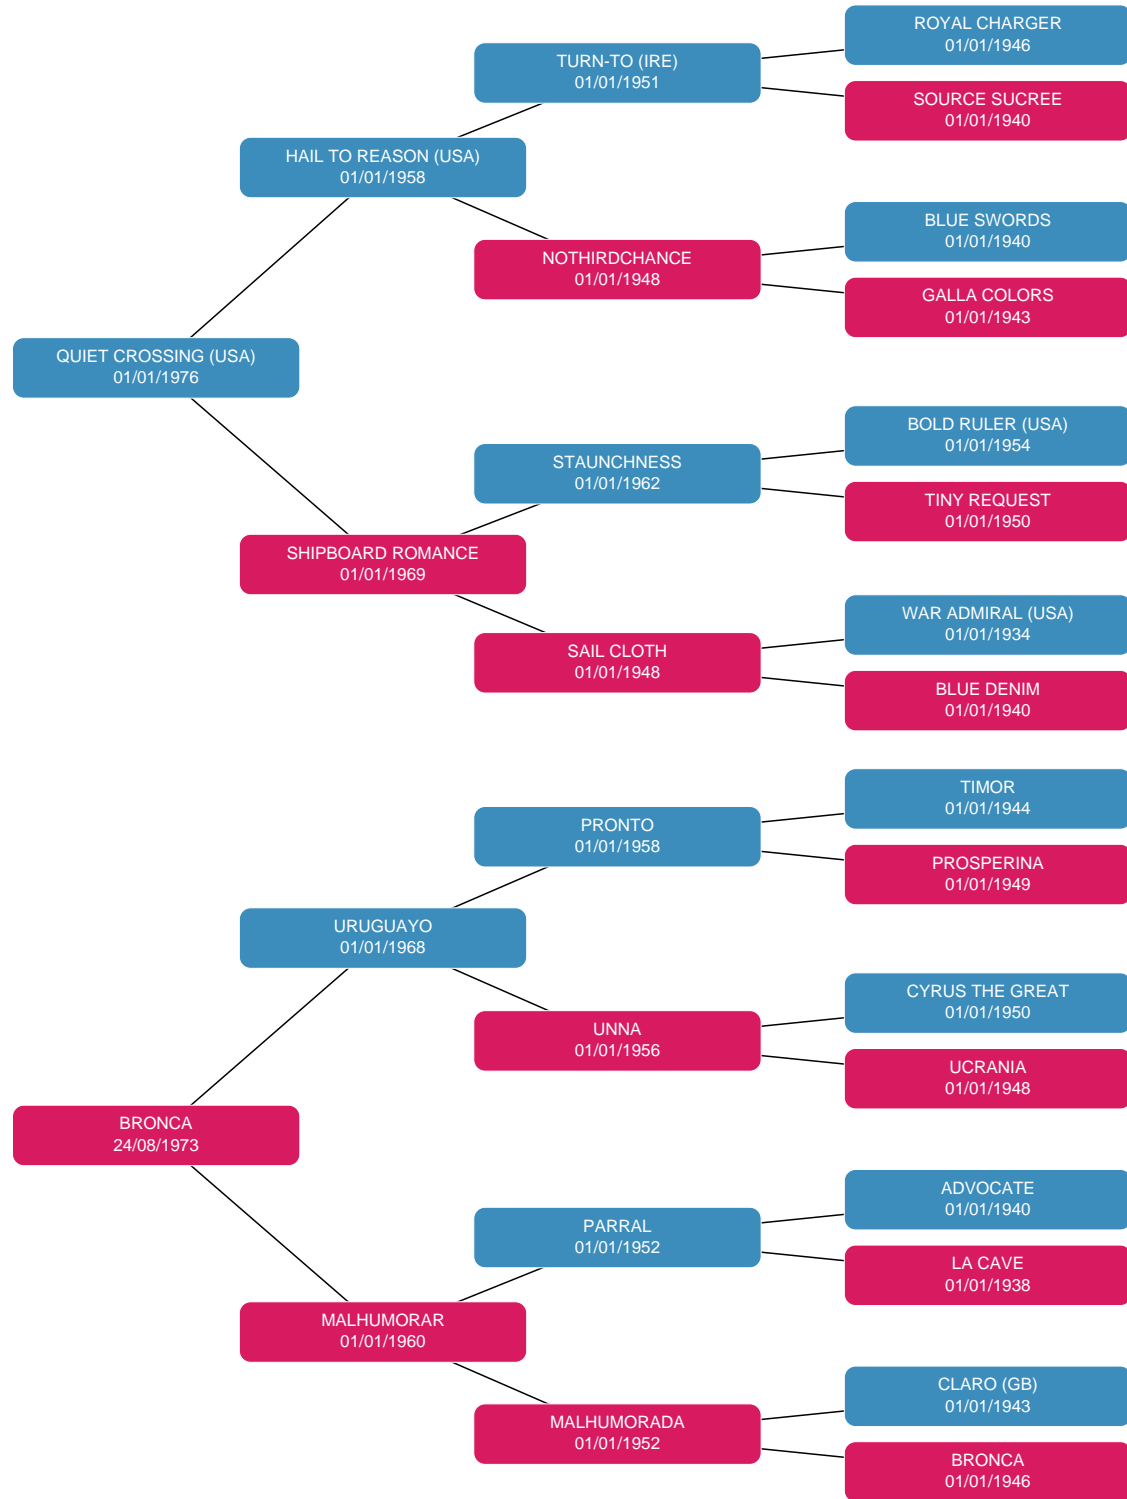 ROYAL CHARGER
01/01/1946
TURN-TO (IRE)
01/01/1951
SOURCE SUCREE
01/01/1940
HAIL TO REASON (USA)
01/01/1958
BLUE SWORDS
01/01/1940
NOTHIRDCHANCE
01/01/1948
GALLA COLORS
01/01/1943
QUIET CROSSING (USA)
01/01/1976
BOLD RULER (USA)
01/01/1954
STAUNCHNESS
01/01/1962
TINY REQUEST
01/01/1950
SHIPBOARD ROMANCE
01/01/1969
WAR ADMIRAL (USA)
01/01/1934
SAIL CLOTH
01/01/1948
BLUE DENIM
01/01/1940
TIMOR
01/01/1944
PRONTO
01/01/1958
PROSPERINA
01/01/1949
URUGUAYO
01/01/1968
CYRUS THE GREAT
01/01/1950
UNNA
01/01/1956
UCRANIA
01/01/1948
BRONCA
24/08/1973
ADVOCATE
01/01/1940
PARRAL
01/01/1952
LA CAVE
01/01/1938
MALHUMORAR
01/01/1960
CLARO (GB)
01/01/1943
MALHUMORADA
01/01/1952
BRONCA
01/01/1946